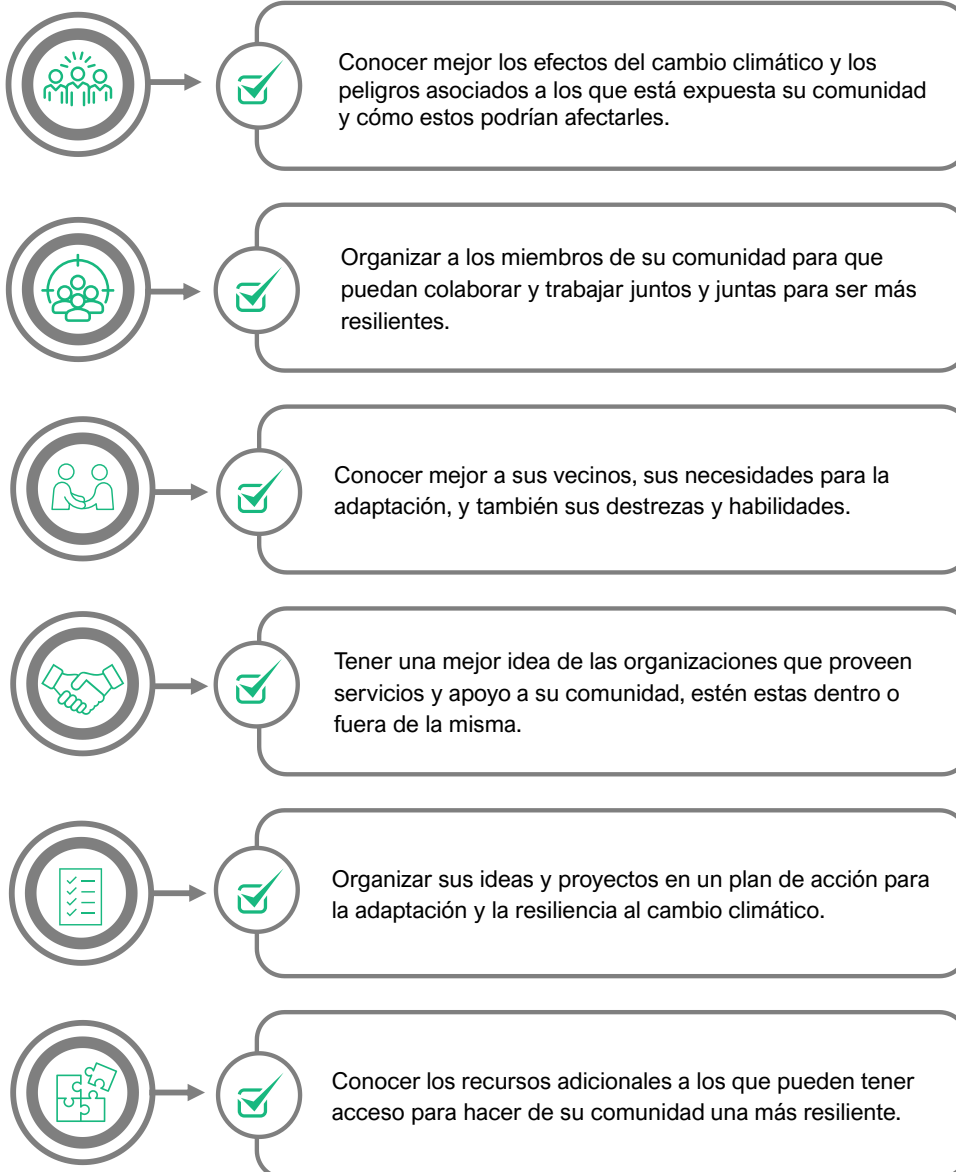 Conocer mejor los efectos del cambio climático y los
peligros asociados a los que está expuesta su comunidad
y cómo estos podrían afectarles.
Organizar a los miembros de su comunidad para que
puedan colaborar y trabajar juntos y juntas para ser más
resilientes.
Conocer mejor a sus vecinos, sus necesidades para la
adaptación, y también sus destrezas y habilidades.
Tener una mejor idea de las organizaciones que proveen
servicios y apoyo a su comunidad, estén estas dentro o
fuera de la misma.
Organizar sus ideas y proyectos en un plan de acción para
la adaptación y la resiliencia al cambio climático.
Conocer los recursos adicionales a los que pueden tener
acceso para hacer de su comunidad una más resiliente.